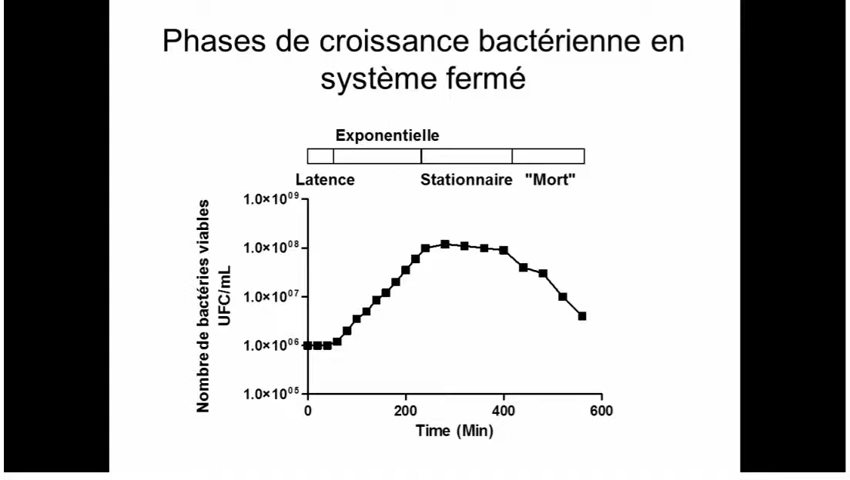 Phases de croissance bactérienne en
système fermé
Exponentielle
Latence Stationnaire "Mort"
Nombre de bactéries viables
UFC/mL
1.0×10⁰⁹
1.0×10⁰⁸
1.0×10⁰⁷
1.0×10⁰⁶
1.0×10⁰⁵
0 200 400 600
Time (Min)